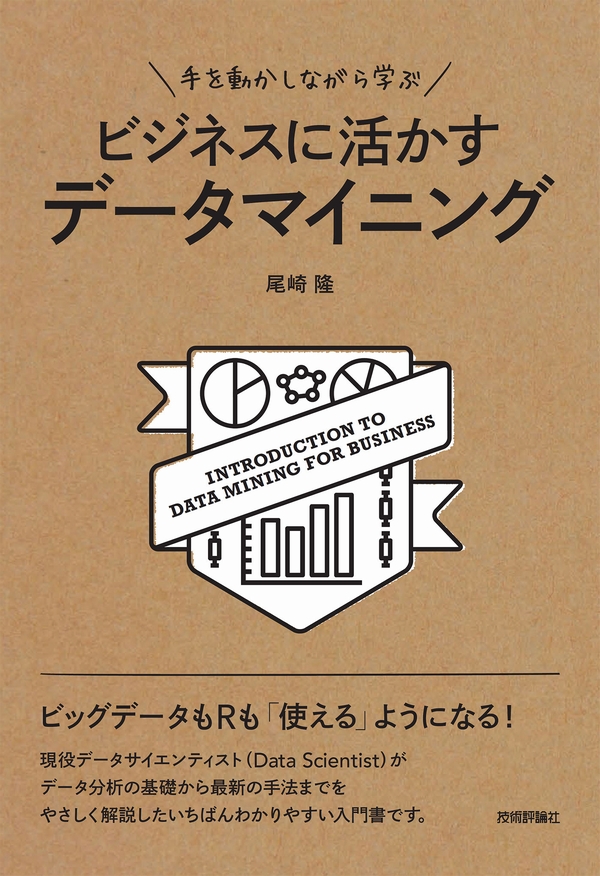 手を動かしながら学ぶ
ビジネスに活かす
データマイニング
尾崎 隆
INTRODUCTION TO
DATA MINING FOR BUSINESS
ビッグデータもRも「使える」ようになる!
現役データサイエンティスト(Data Scientist)が
データ分析の基礎から最新の手法までを
やさしく解説したいちばんわかりやすい入門書です。
技術評論社